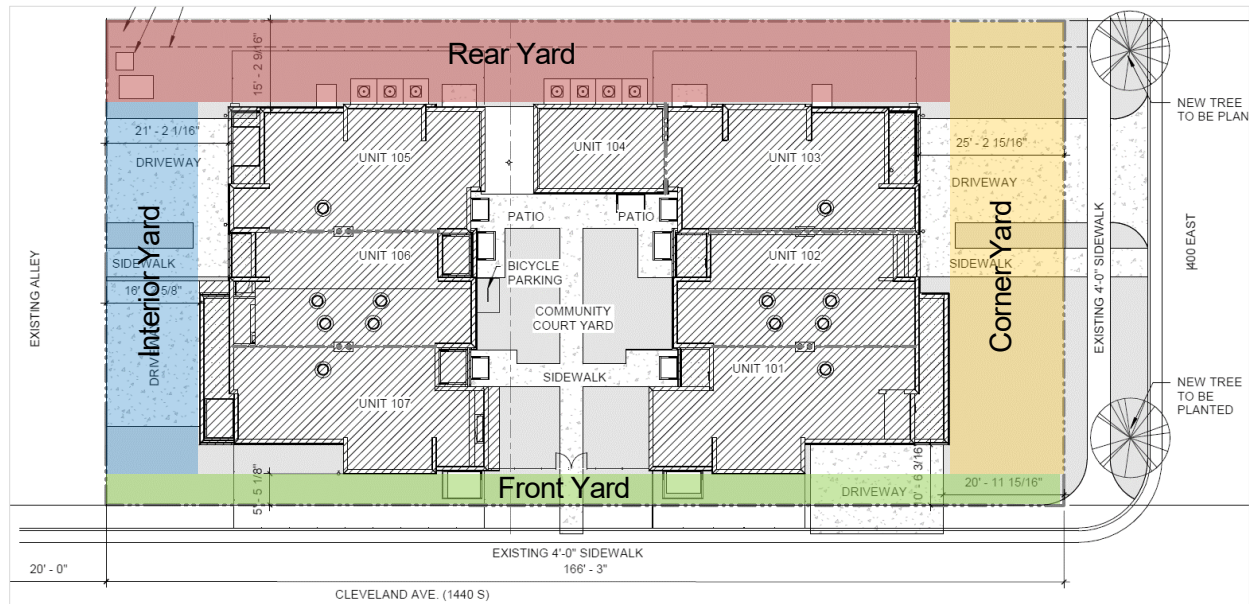 Rear Yard
15' - 2 9/16"
NEW TREE
TO BE PLAN
21' - 2 1/16"
UNIT 105
UNIT 104
UNIT 103
25' - 2 15/16"
DRIVEWAY
DRIVEWAY
PATIO
PATIO
EXISTING ALLEY
Interior Yard
SIDEWALK
UNIT 106
BICYCLE
PARKING
UNIT 102
SIDEWALK
Corner Yard
EXISTING 4'-0" SIDEWALK
400 EAST
COMMUNITY
COURT YARD
SIDEWALK
UNIT 107
UNIT 101
NEW TREE
TO BE
PLANTED
5' - 5 1/8"
Front Yard
DRIVEWAY
20' - 11 15/16"
EXISTING 4'-0" SIDEWALK
20' - 0"
166' - 3"
CLEVELAND AVE. (1440 S)